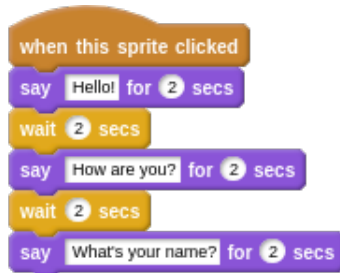 when this sprite clicked
say Hello! for 2 secs
wait 2 secs
say How are you? for 2 secs
wait 2 secs
say What's your name? for 2 secs